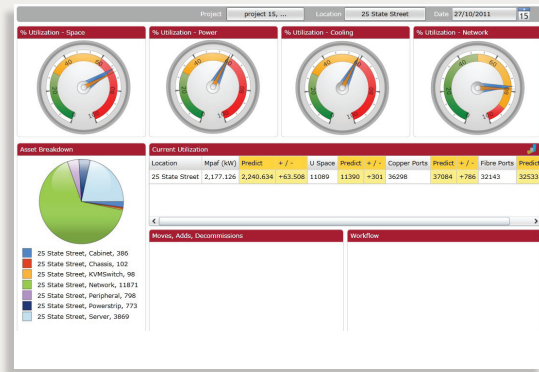 Project project 15, ... Location 25 State Street Date 27/10/2011 15
% Utilization - Space
% Utilization - Power
% Utilization - Cooling
% Utilization - Network
Asset Breakdown
Current Utilization
Location Mpaf (kW) Predict + / - U Space Predict + / - Copper Ports Predict + / - Fibre Ports Predict
25 State Street 2,177.126 2,240.634 +63.508 11089 11390 +301 36298 37084 +786 32143 32533
Moves, Adds, Decommissions
Workflow
25 State Street, Cabinet, 386
25 State Street, Chassis, 102
25 State Street, KVMSwitch, 98
25 State Street, Network, 11871
25 State Street, Peripheral, 798
25 State Street, Powerstrip, 773
25 State Street, Server, 3869